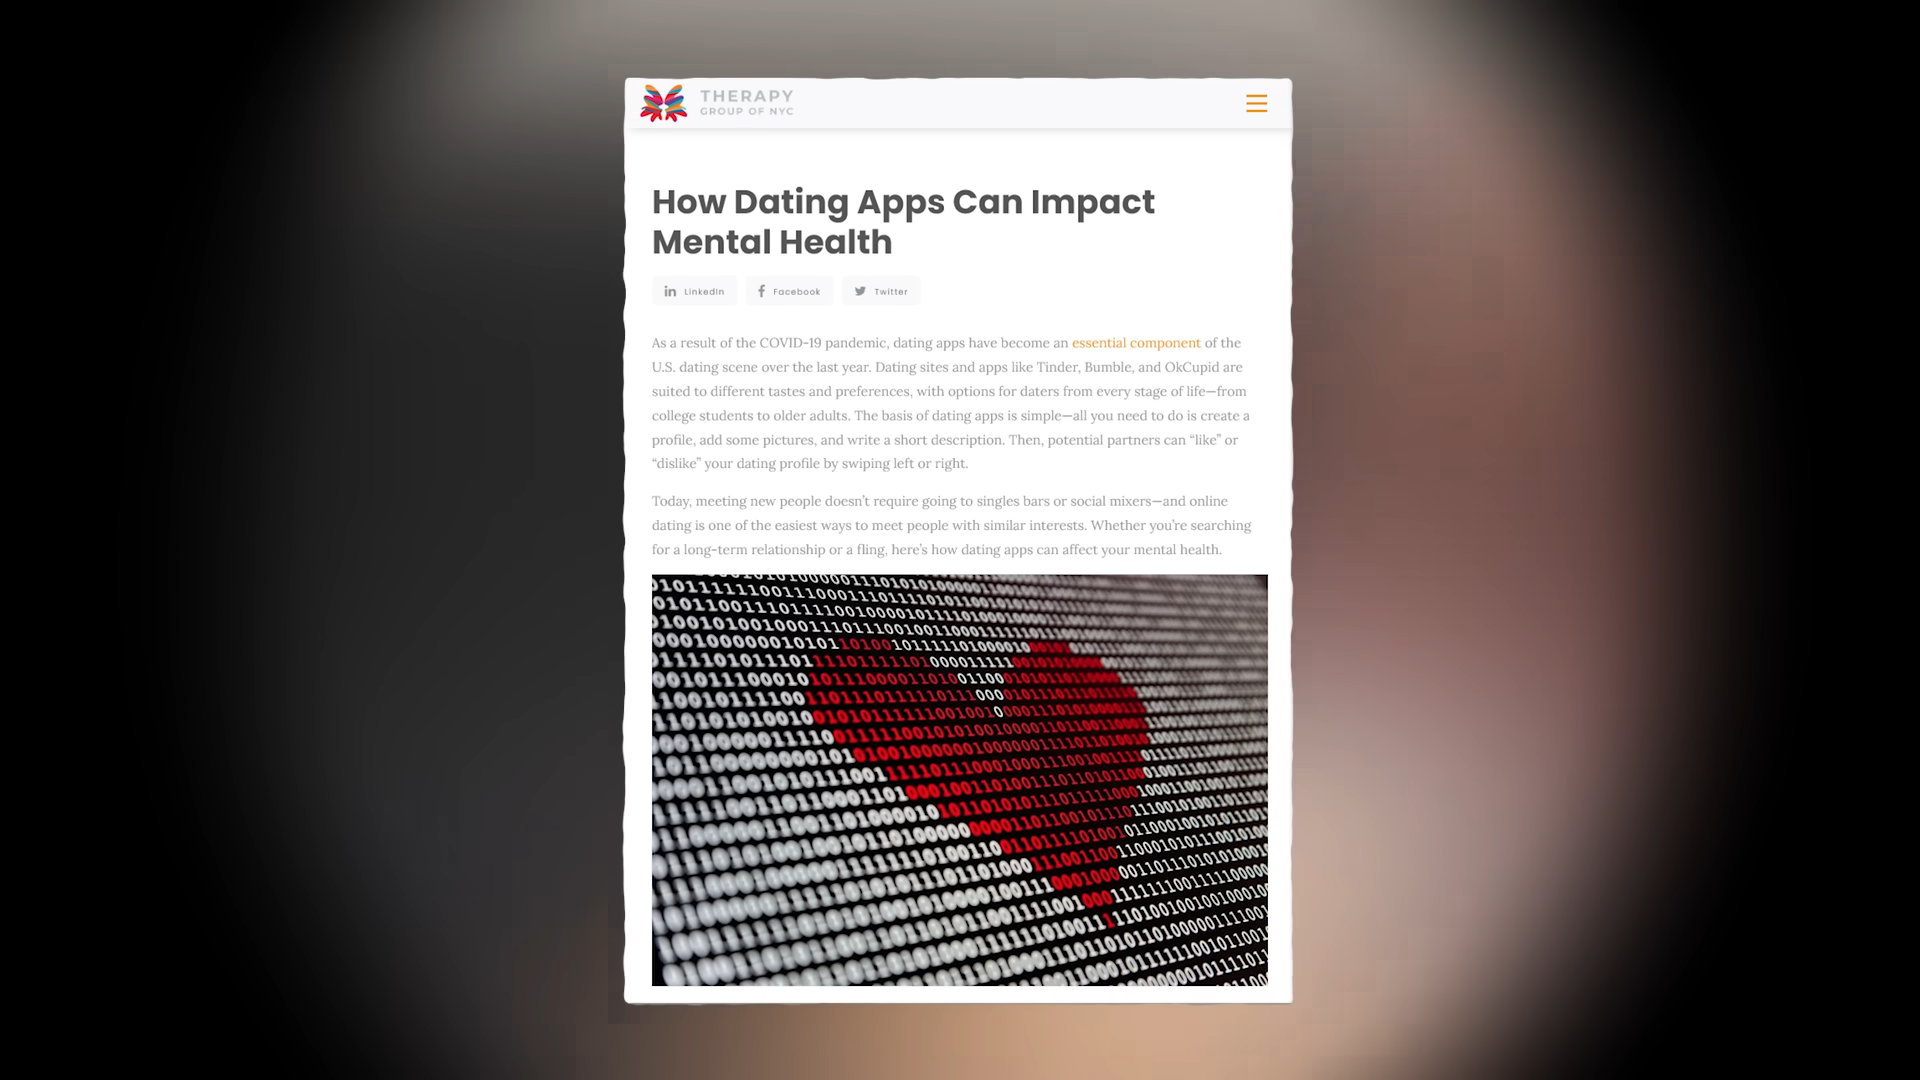 THERAPY
GROUP OF NYC
How Dating Apps Can Impact
Mental Health
in LinkedIn
f Facebook
Twitter
As a result of the COVID-19 pandemic, dating apps have become an essential component of the
U.S. dating scene over the last year. Dating sites and apps like Tinder, Bumble, and OkCupid are
suited to different tastes and preferences, with options for daters from every stage of life—from
college students to older adults. The basis of dating apps is simple—all you need to do is create a
profile, add some pictures, and write a short description. Then, potential partners can “like” or
“dislike” your dating profile by swiping left or right.
Today, meeting new people doesn’t require going to singles bars or social mixers—and online
dating is one of the easiest ways to meet people with similar interests. Whether you’re searching
for a long-term relationship or a fling, here’s how dating apps can affect your mental health.